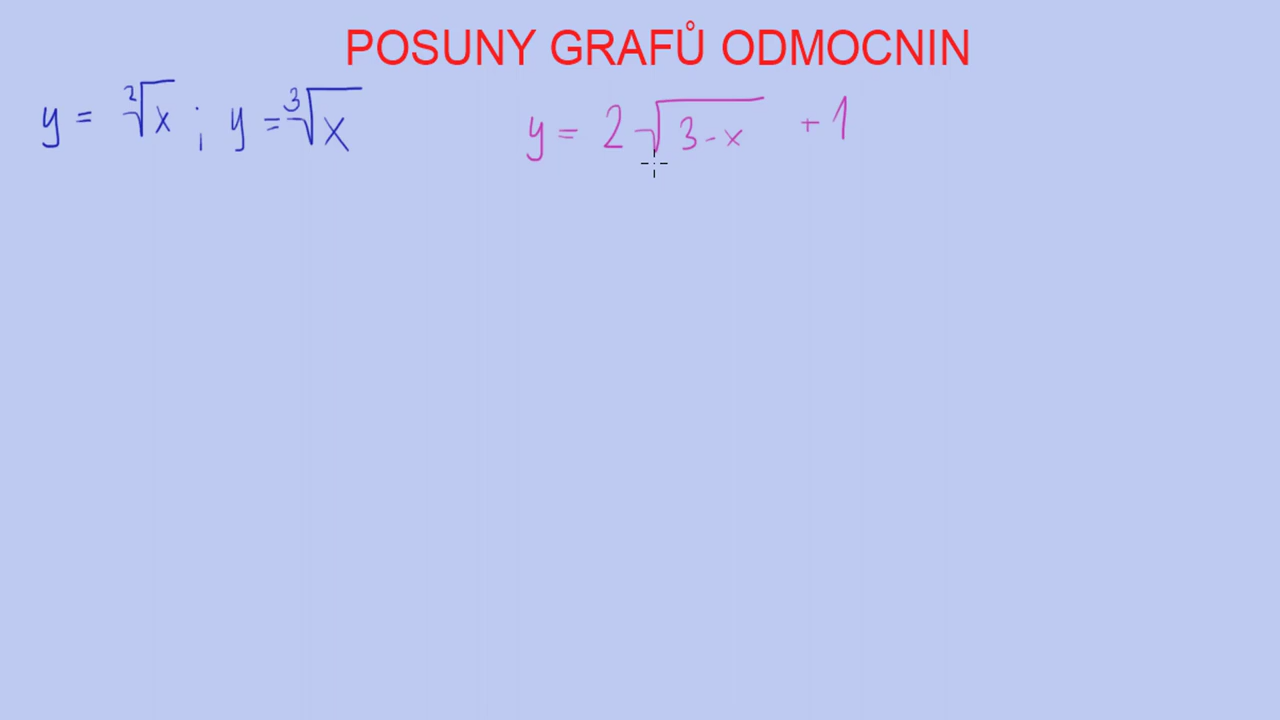 POSUNY GRAFŮ ODMOCNIN
y = ²√x ; y = ³√x
y = 2√(3-x) + 1